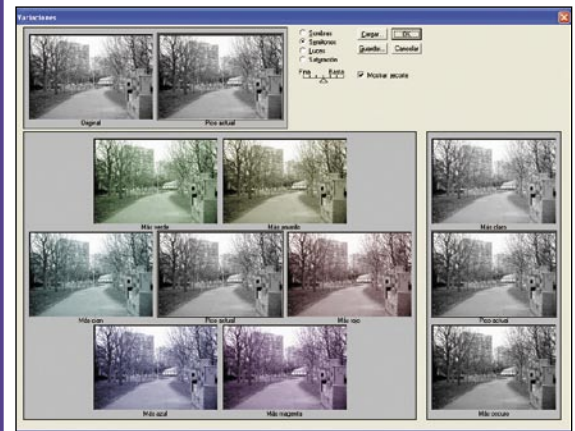 Variaciones
Sombras
Semitonos
Luces
Saturación
Cargar...
OK
Guardar...
Cancelar
Fina Basta
Mostrar recorte
Original Pico actual
Más verde Más amarillo
Más cian Pico actual Más rojo
Más azul Más magenta
Más claro
Pico actual
Más oscuro